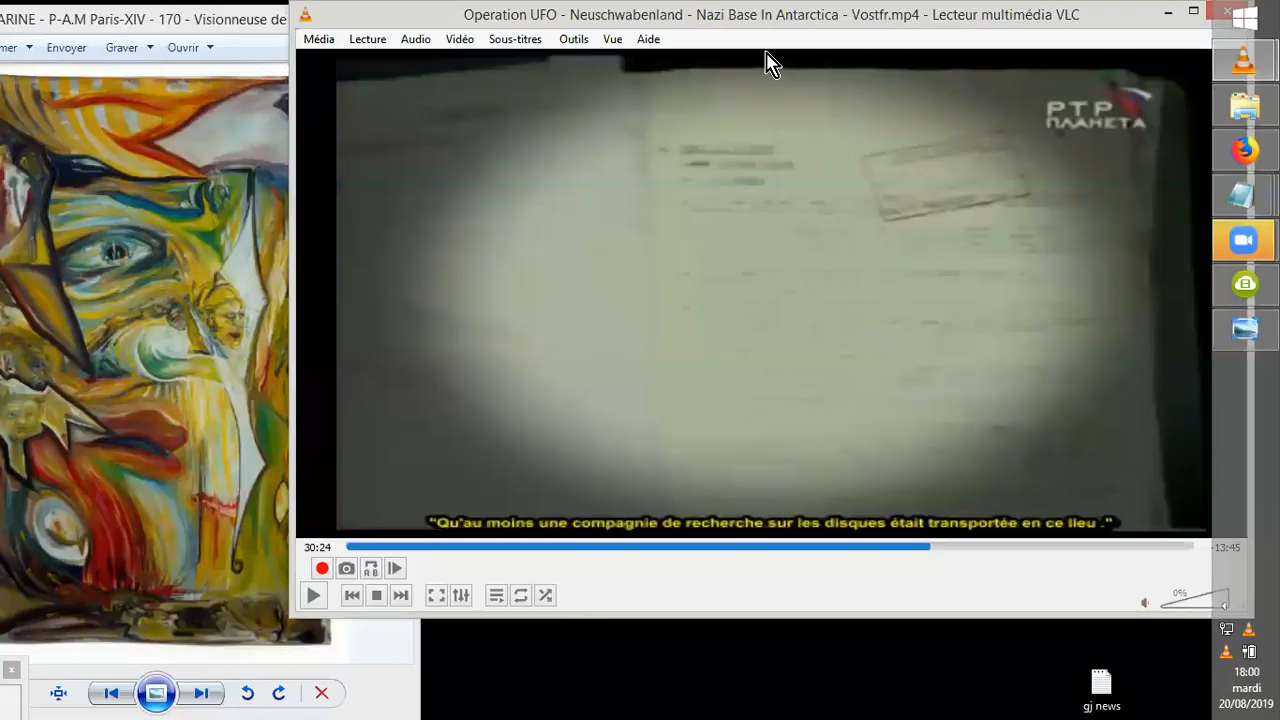 ARINE - P-A.M Paris-XIV - 170 - Visionneuse de
Operation UFO - Neuschwabenland - Nazi Base In Antarctica - Vostfr.mp4 - Lecteur multimédia VLC
mer Envoyer Graver Ouvrir
Média Lecture Audio Vidéo Sous-titres Outils Vue Aide
РТР
ПЛАНЕТА
"Qu'au moins une compagnie de recherche sur les disques était transportée en ce lieu ."
30:24
-13:45
A B
0%
gj news
18:00
mardi
20/08/2019